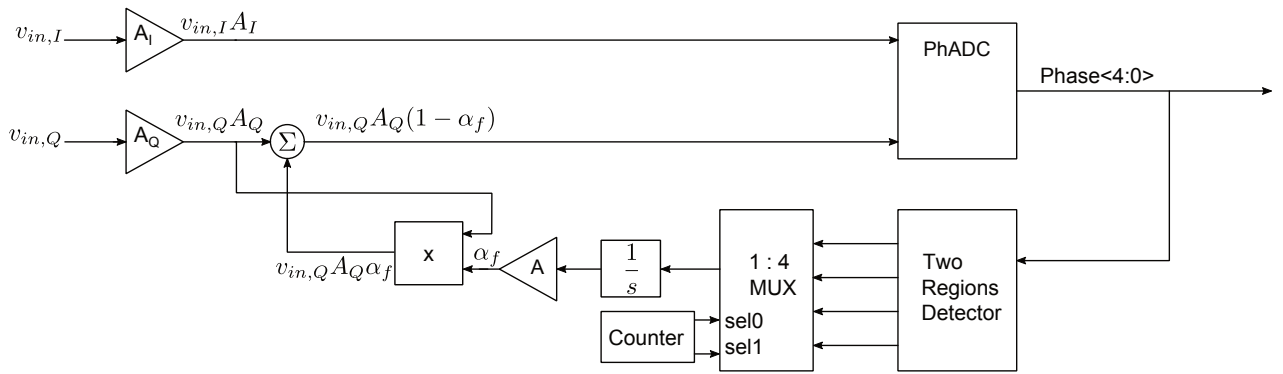 v_{in,I}
A_I
v_{in,I}A_I
PhADC
Phase<4:0>
v_{in,Q}
A_Q
v_{in,Q}A_Q
Σ
v_{in,Q}A_Q(1 − α_f)
v_{in,Q}A_Qα_f
x
α_f
A
1/s
1 : 4
MUX
sel0
sel1
Counter
Two
Regions
Detector